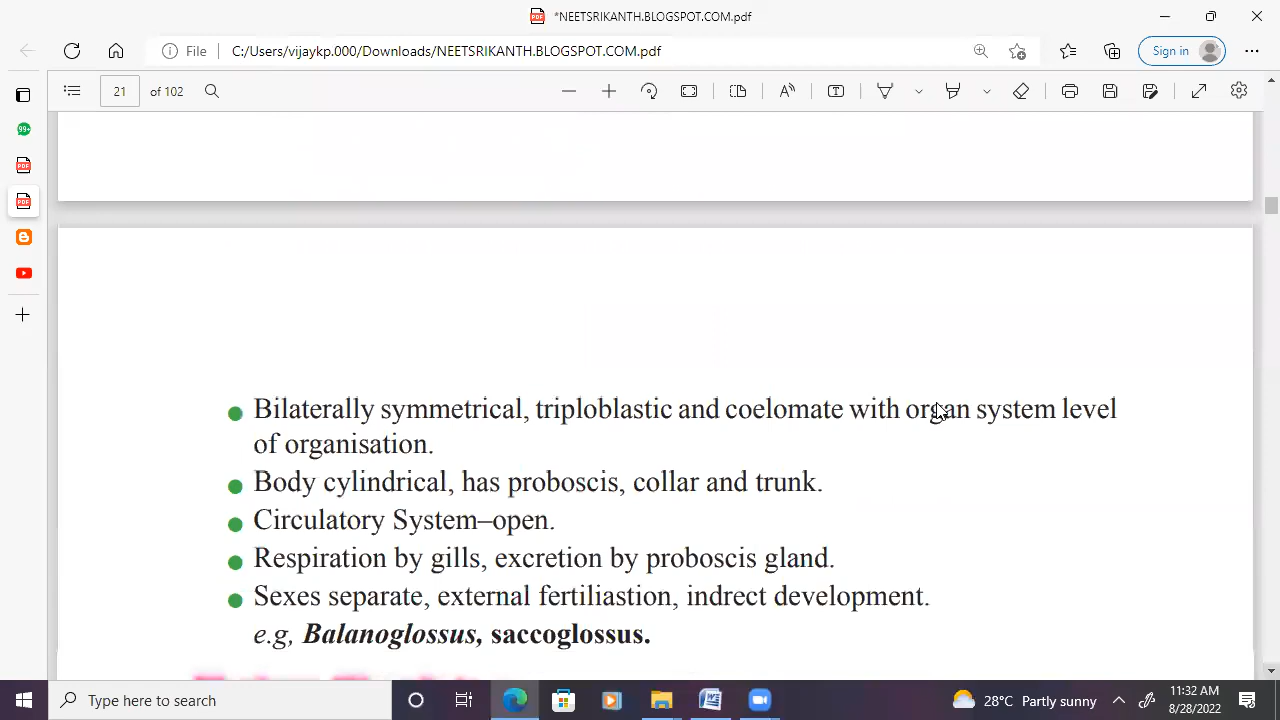 *NEETSRIKANTH.BLOGSPOT.COM.pdf
File
C:/Users/vijaykp.000/Downloads/NEETSRIKANTH.BLOGSPOT.COM.pdf
Sign in
21 of 102
99+
Bilaterally symmetrical, triploblastic and coelomate with organ system level
of organisation.
Body cylindrical, has proboscis, collar and trunk.
Circulatory System–open.
Respiration by gills, excretion by proboscis gland.
Sexes separate, external fertiliastion, indrect development.
e.g, Balanoglossus, saccoglossus.
Type here to search
28°C Partly sunny
11:32 AM
8/28/2022